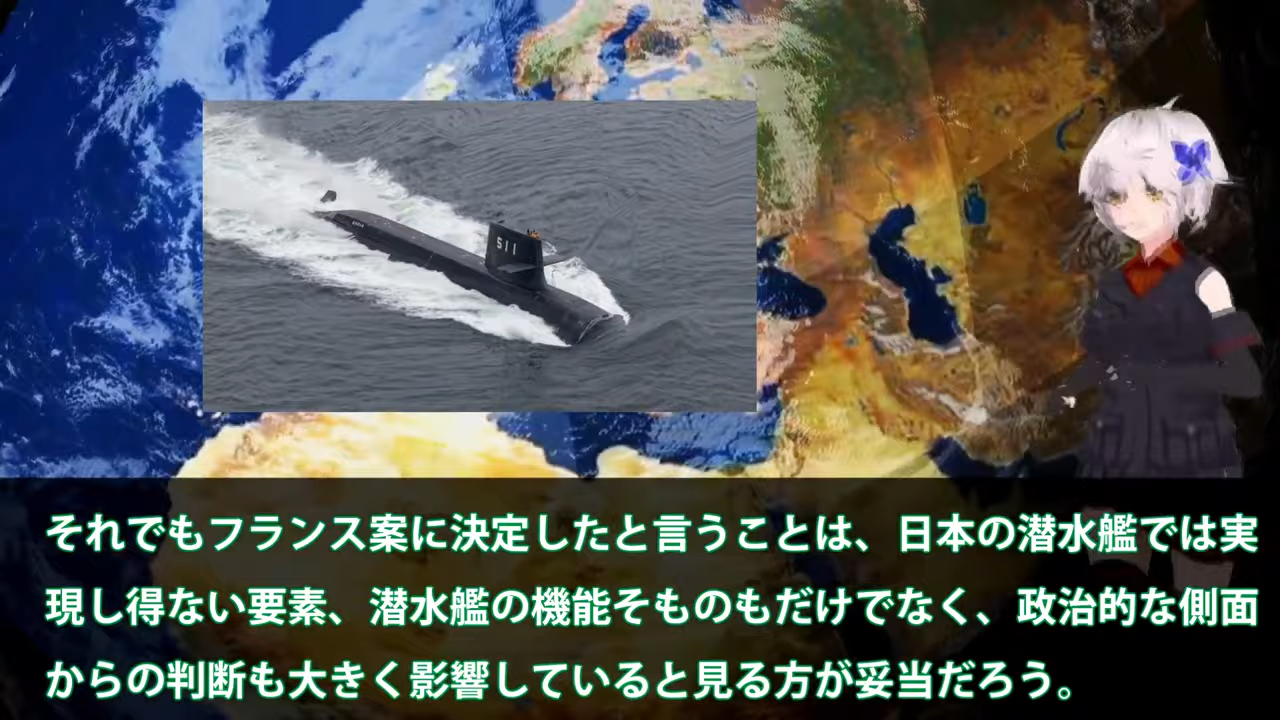 511
それでもフランス案に決定したと言うことは、日本の潜水艦では実
現し得ない要素、潜水艦の機能そものもだけでなく、政治的な側面
からの判断も大きく影響していると見る方が妥当だろう。